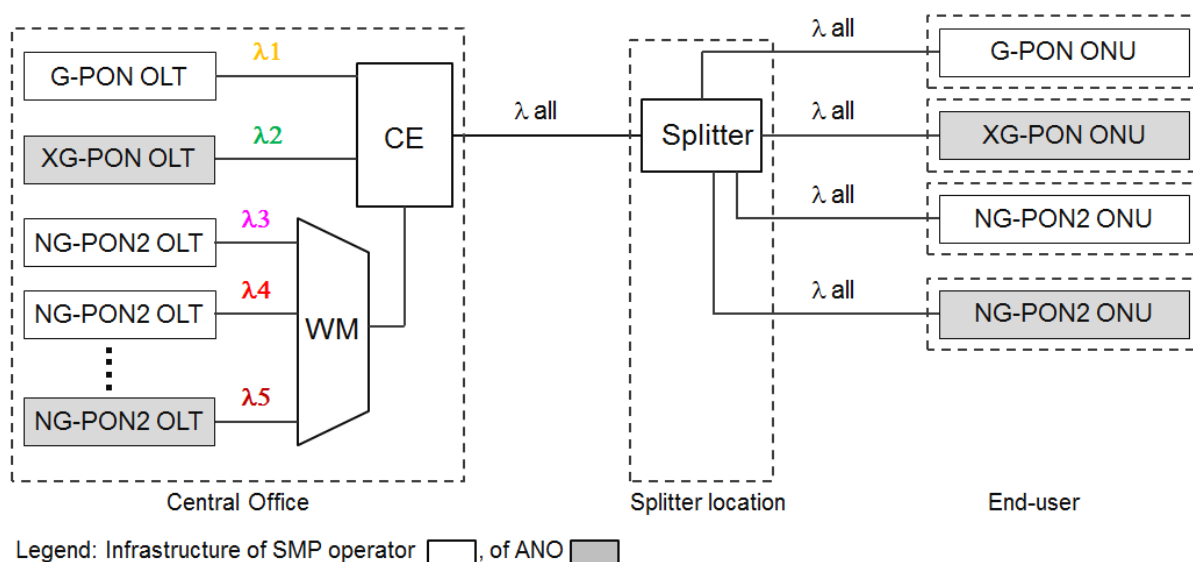 G-PON OLT
λ1
XG-PON OLT
λ2
NG-PON2 OLT
λ3
NG-PON2 OLT
λ4
NG-PON2 OLT
λ5
CE
WM
Central Office
λ all
Splitter
Splitter location
λ all
G-PON ONU
λ all
XG-PON ONU
λ all
NG-PON2 ONU
λ all
NG-PON2 ONU
End-user
Legend: Infrastructure of SMP operator , of ANO